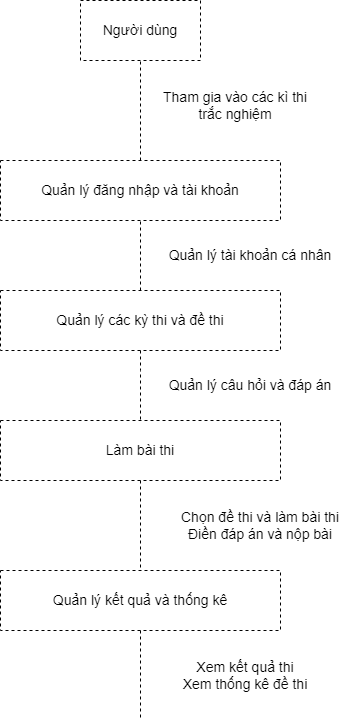 Người dùng
Tham gia vào các kì thi
trắc nghiệm
Quản lý đăng nhập và tài khoản
Quản lý tài khoản cá nhân
Quản lý các kỳ thi và đề thi
Quản lý câu hỏi và đáp án
Làm bài thi
Chọn đề thi và làm bài thi
Điền đáp án và nộp bài
Quản lý kết quả và thống kê
Xem kết quả thi
Xem thống kê đề thi